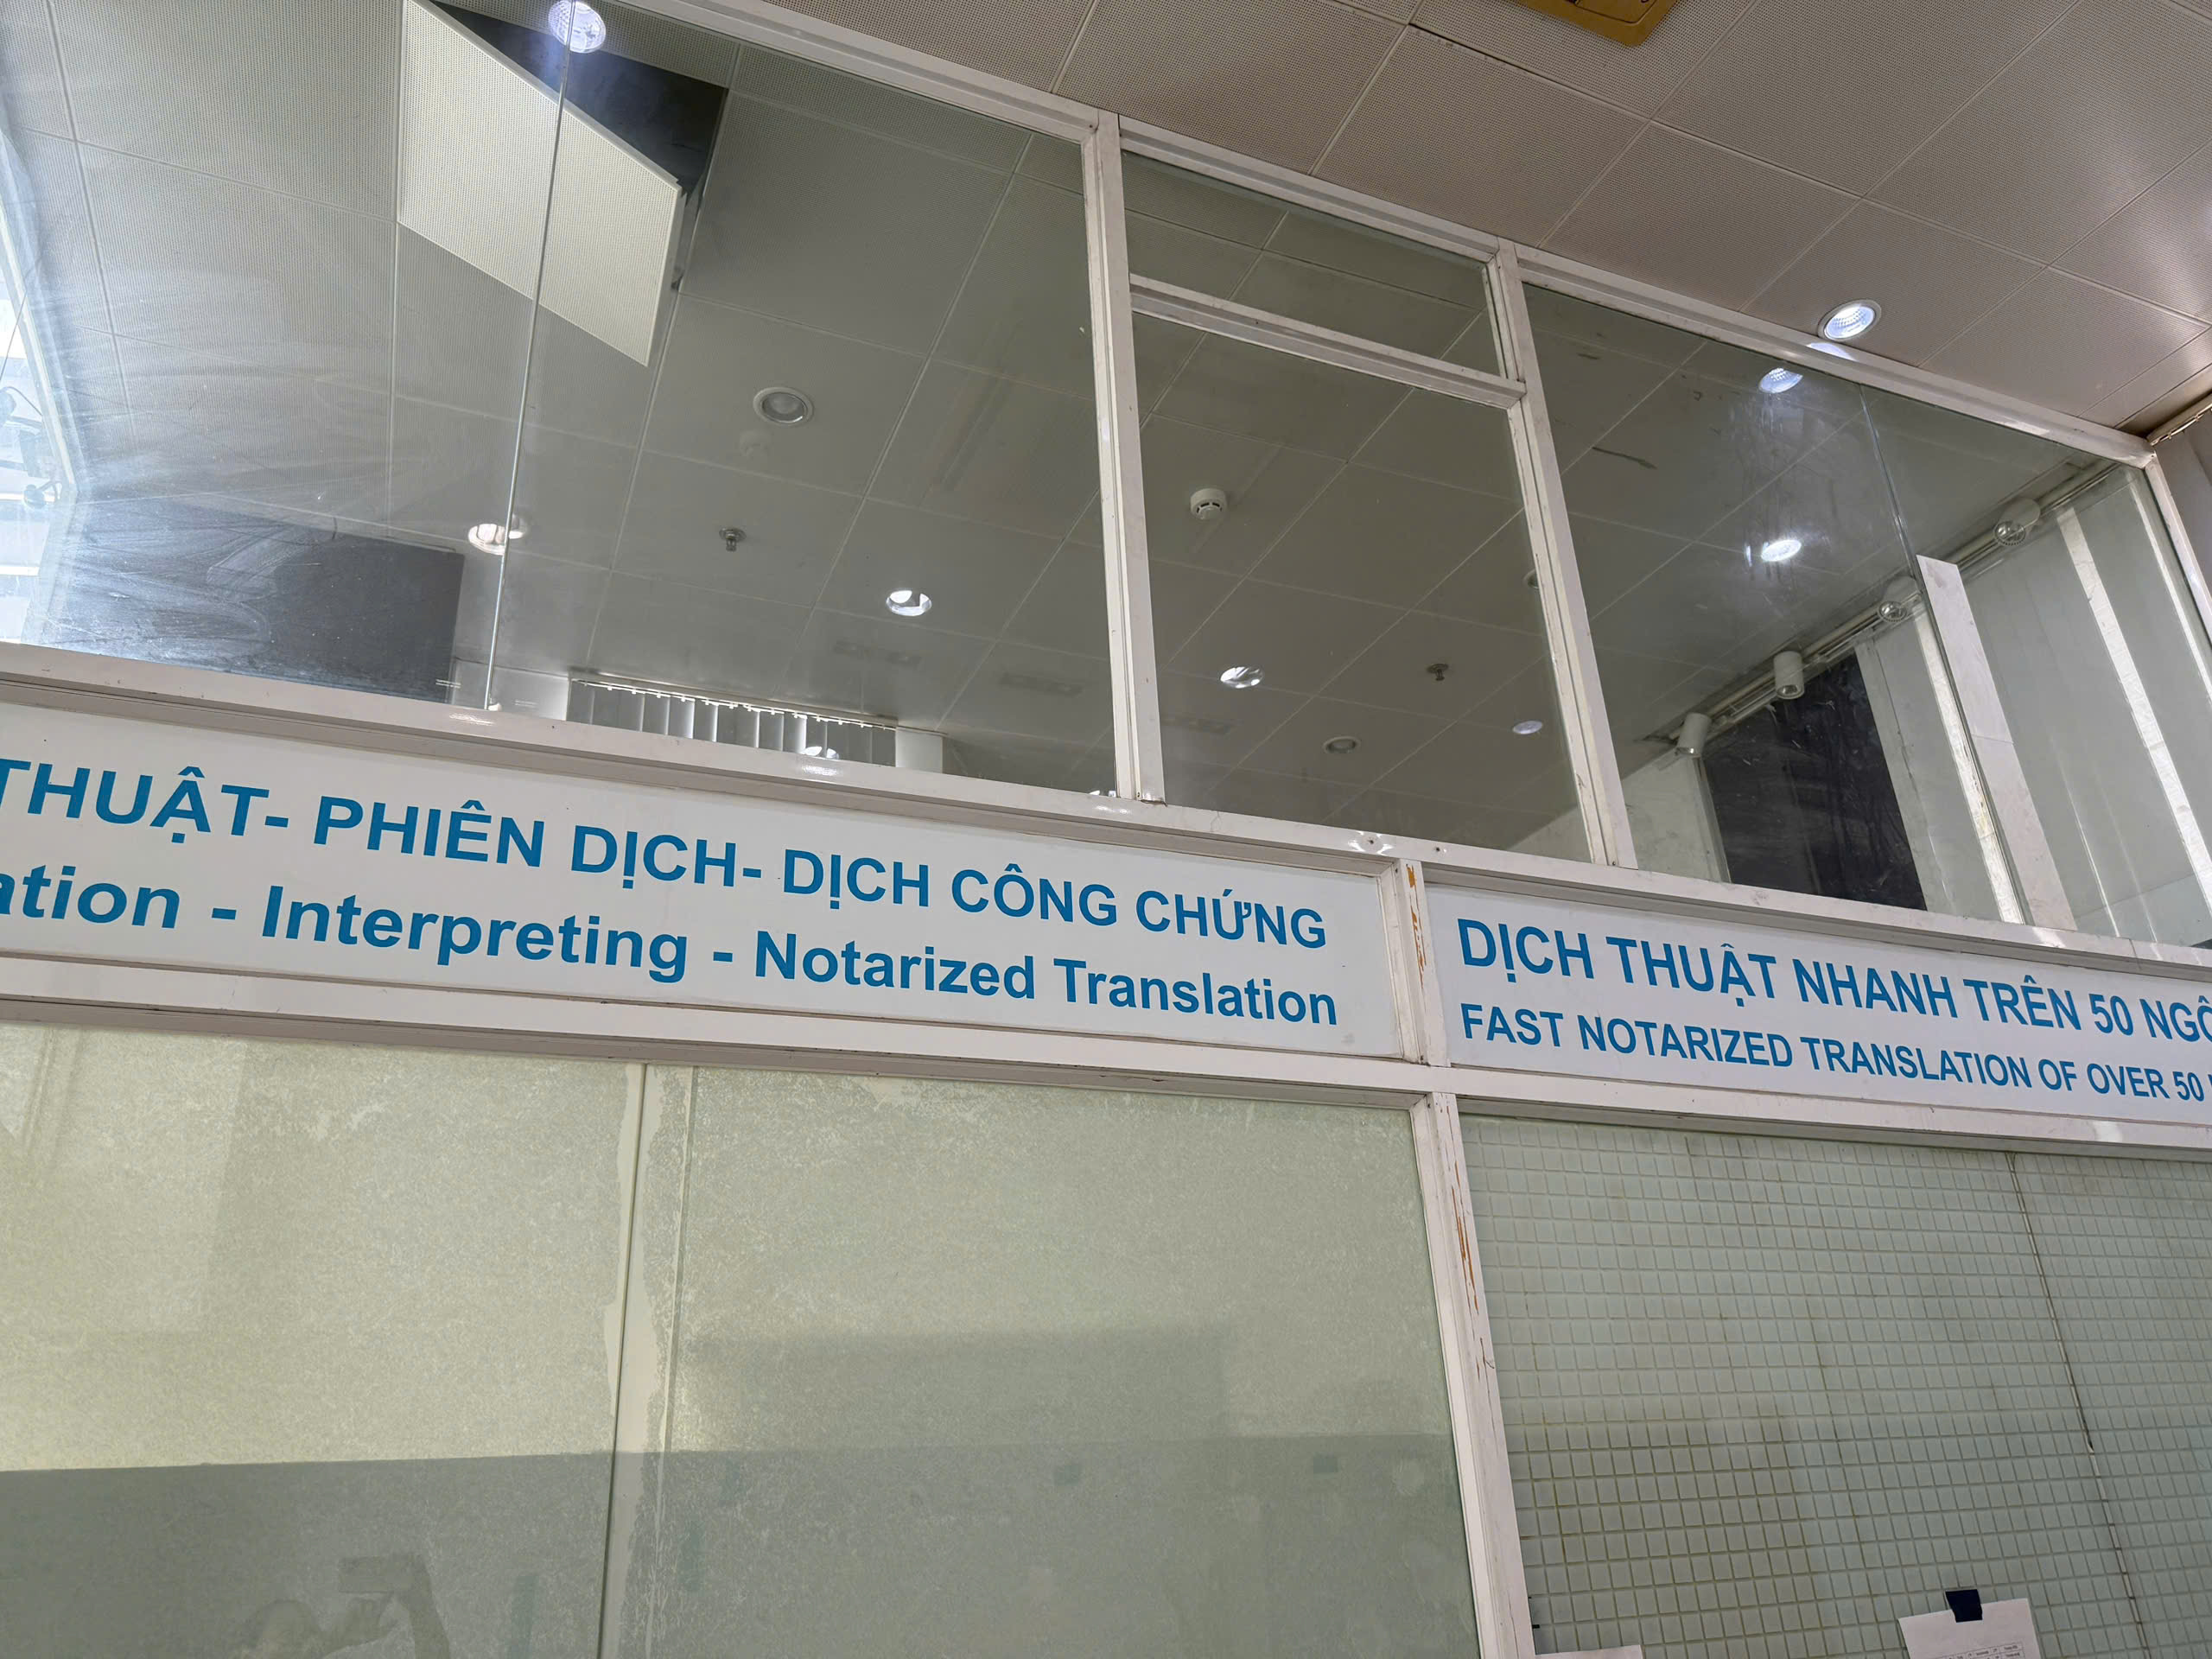 THUẬT- PHIÊN DỊCH- DỊCH CÔNG CHỨNG
ation - Interpreting - Notarized Translation
DỊCH THUẬT NHANH TRÊN 50 NGÔ
FAST NOTARIZED TRANSLATION OF OVER 50